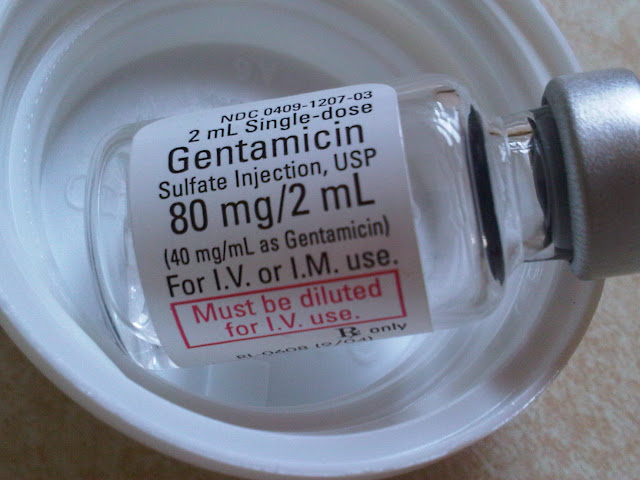 NDC 0409-1207-03
2 mL Single-dose
Gentamicin
Sulfate Injection, USP
80 mg/2 mL
(40 mg/mL as Gentamicin)
For I.V. or I.M. use.
Must be diluted
for I.V. use.
Rx only